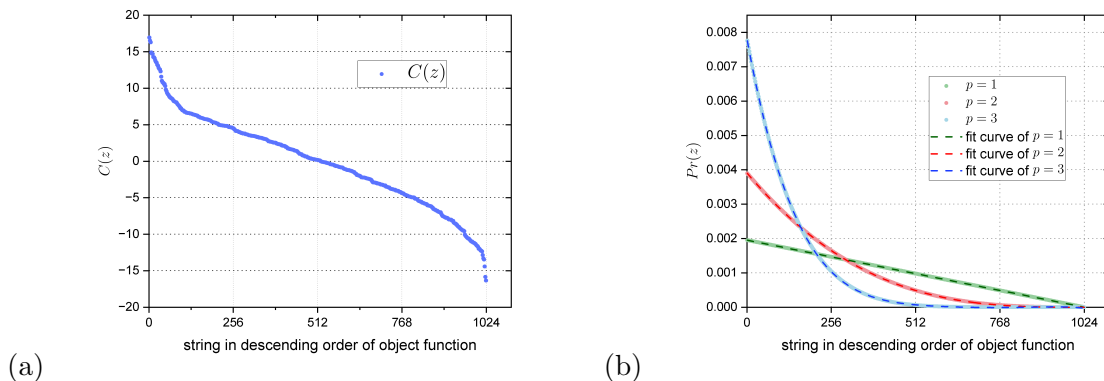 20
15
10
5
0
−5
−10
−15
−20
C(z)
C(z)
0 256 512 768 1024
string in descending order of object function
(a)
0.008
0.007
0.006
0.005
0.004
0.003
0.002
0.001
0.000
Pr(z)
p = 1
p = 2
p = 3
fit curve of p = 1
fit curve of p = 2
fit curve of p = 3
0 256 512 768 1024
string in descending order of object function
(b)